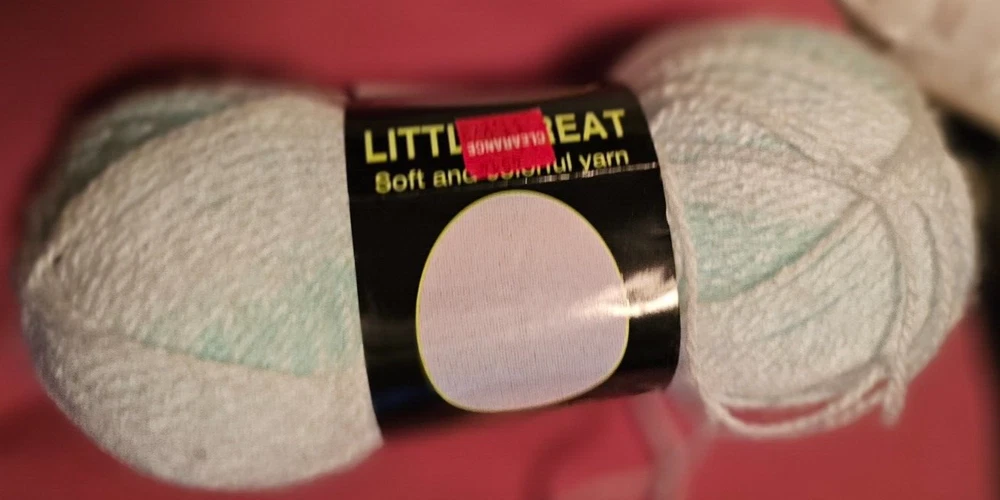 LITTL REAT
CLEARANCE
Soft and colorful yarn